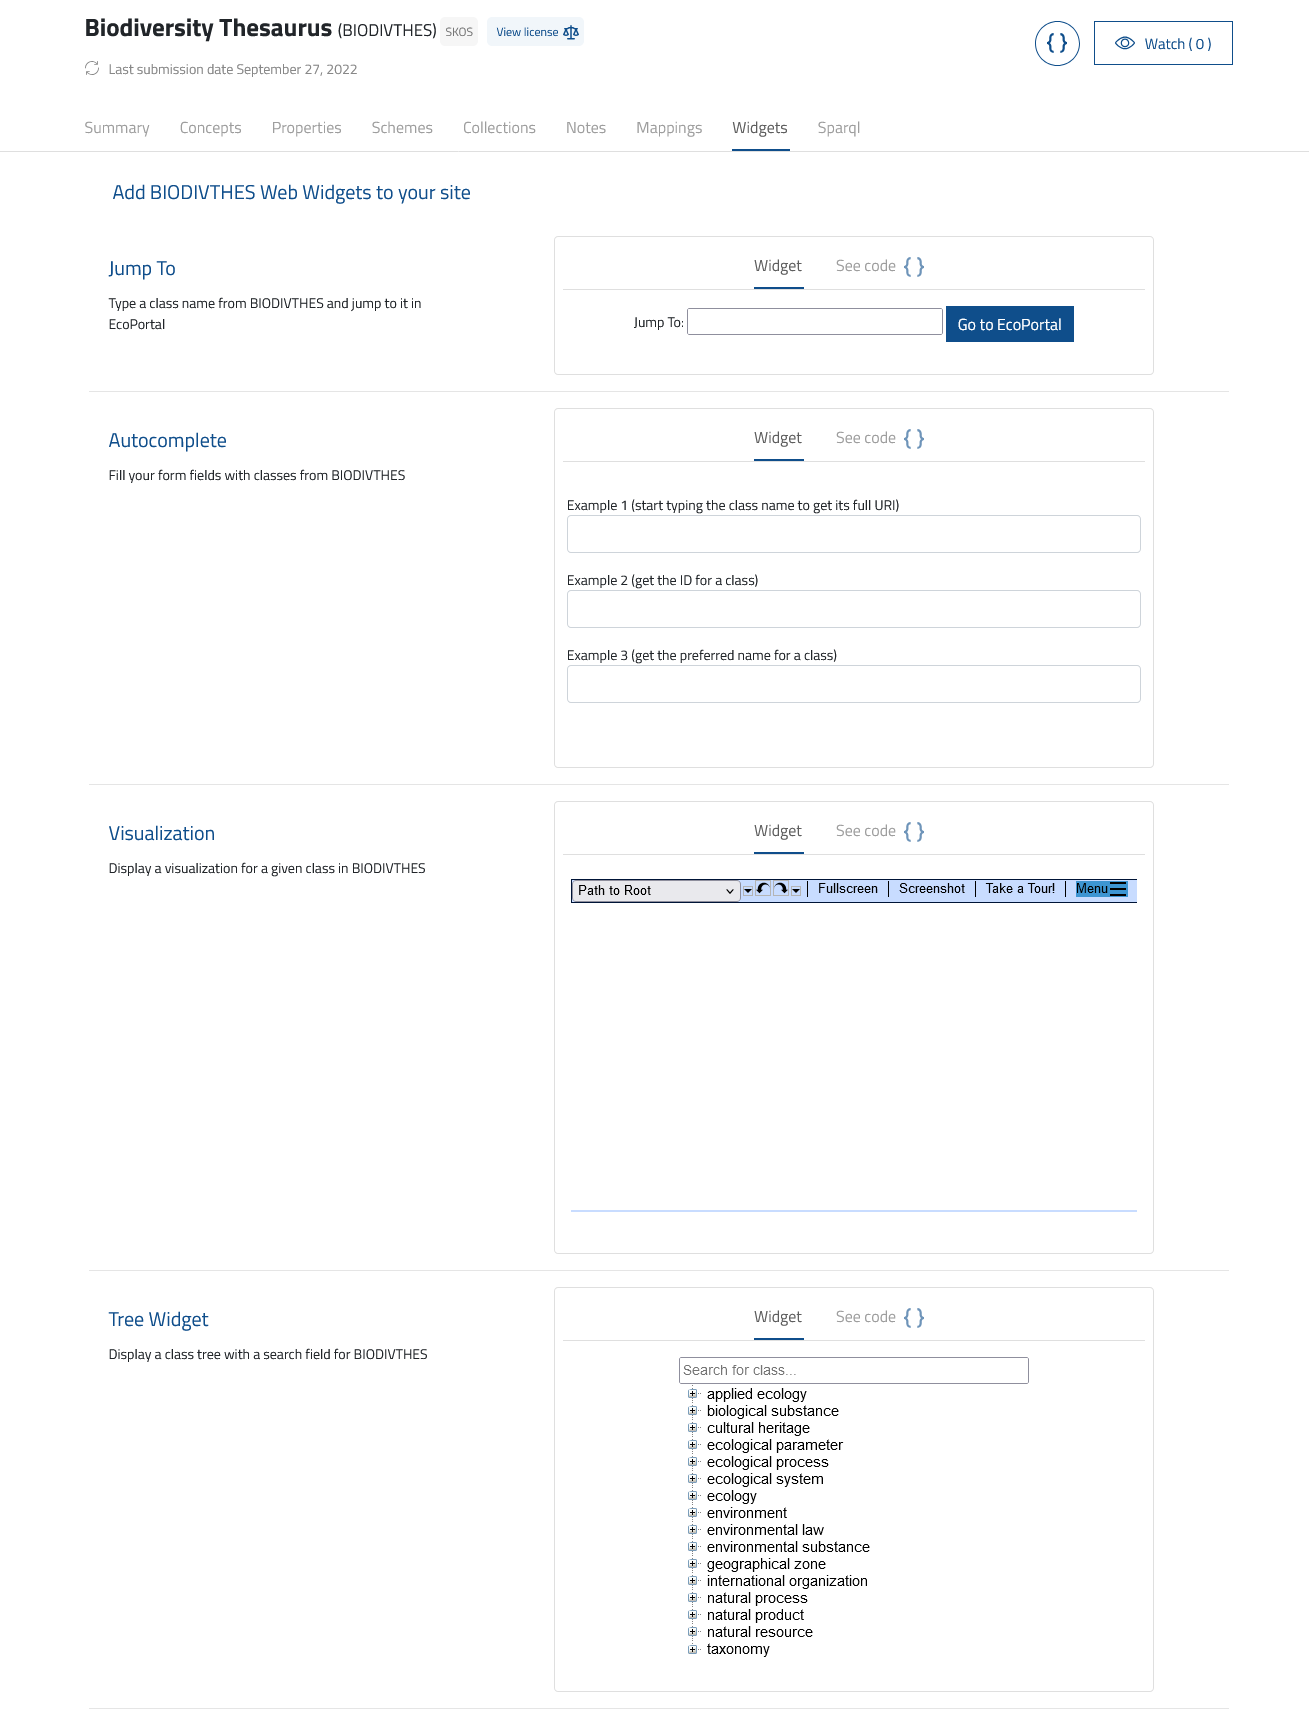 Biodiversity Thesaurus (BIODIVTHES) SKOS View license
Watch ( 0 )
Last submission date September 27, 2022
Summary Concepts Properties Schemes Collections Notes Mappings Widgets Sparql
Add BIODIVTHES Web Widgets to your site
Jump To
Type a class name from BIODIVTHES and jump to it in
EcoPortal
Widget See code { }
Jump To: Go to EcoPortal
Autocomplete
Fill your form fields with classes from BIODIVTHES
Widget See code { }
Example 1 (start typing the class name to get its full URI)
Example 2 (get the ID for a class)
Example 3 (get the preferred name for a class)
Visualization
Display a visualization for a given class in BIODIVTHES
Widget See code { }
Path to Root Fullscreen Screenshot Take a Tour! Menu
Tree Widget
Display a class tree with a search field for BIODIVTHES
Widget See code { }
Search for class...
applied ecology
biological substance
cultural heritage
ecological parameter
ecological process
ecological system
ecology
environment
environmental law
environmental substance
geographical zone
international organization
natural process
natural product
natural resource
taxonomy